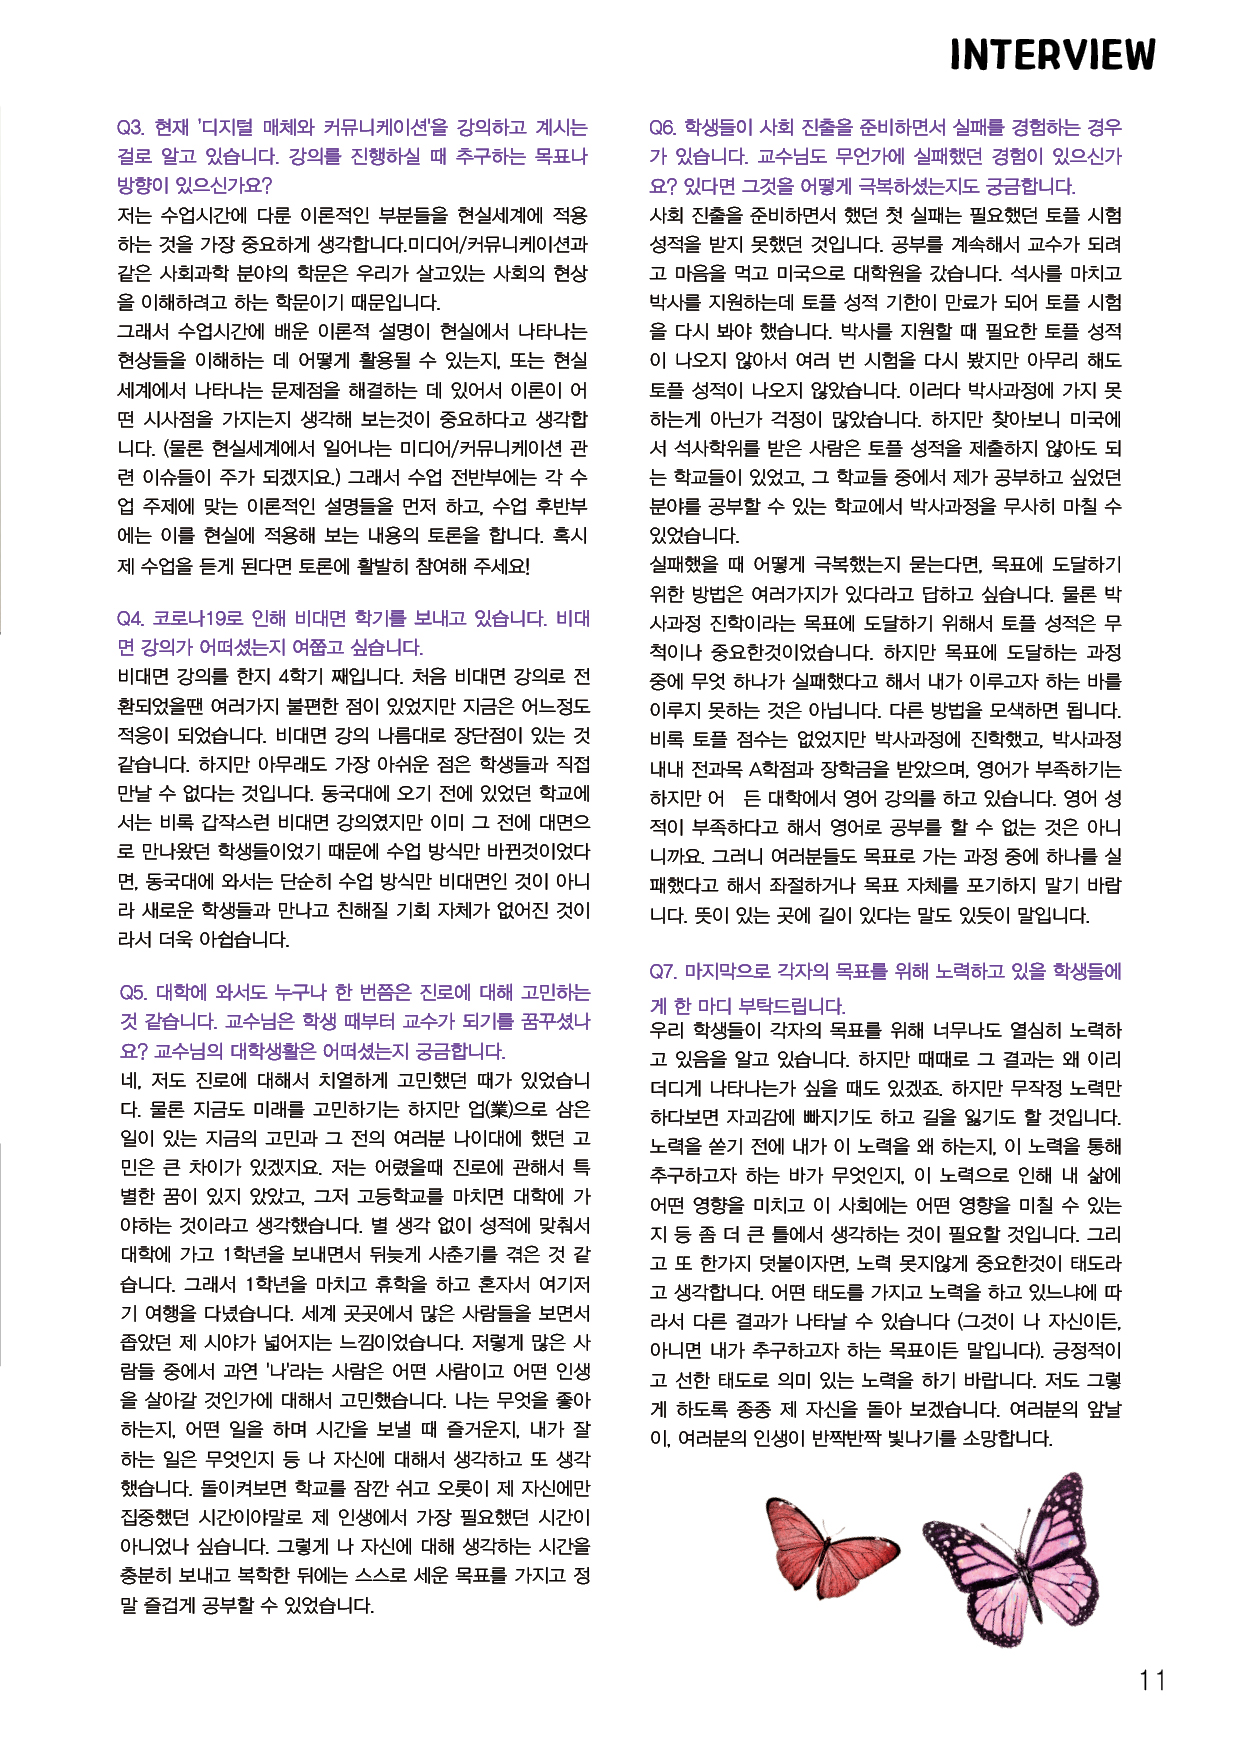 INTERVIEW
Q3. 현재 '디지털 매체와 커뮤니케이션'을 강의하고 계시는
걸로 알고 있습니다. 강의를 진행하실 때 추구하는 목표나
방향이 있으신가요?
저는 수업시간에 다룬 이론적인 부분들을 현실세계에 적용
하는 것을 가장 중요하게 생각합니다.미디어/커뮤니케이션과
같은 사회과학 분야의 학문은 우리가 살고있는 사회의 현상
을 이해하려고 하는 학문이기 때문입니다.
그래서 수업시간에 배운 이론적 설명이 현실에서 나타나는
현상들을 이해하는 데 어떻게 활용될 수 있는지, 또는 현실
세계에서 나타나는 문제점을 해결하는 데 있어서 이론이 어
떤 시사점을 가지는지 생각해 보는것이 중요하다고 생각합
니다. (물론 현실세계에서 일어나는 미디어/커뮤니케이션 관
련 이슈들이 주가 되겠지요.) 그래서 수업 전반부에는 각 수
업 주제에 맞는 이론적인 설명들을 먼저 하고, 수업 후반부
에는 이를 현실에 적용해 보는 내용의 토론을 합니다. 혹시
제 수업을 듣게 된다면 토론에 활발히 참여해 주세요!
Q4. 코로나19로 인해 비대면 학기를 보내고 있습니다. 비대
면 강의가 어떠셨는지 여쭙고 싶습니다.
비대면 강의를 한지 4학기 째입니다. 처음 비대면 강의로 전
환되었을땐 여러가지 불편한 점이 있었지만 지금은 어느정도
적응이 되었습니다. 비대면 강의 나름대로 장단점이 있는 것
같습니다. 하지만 아무래도 가장 아쉬운 점은 학생들과 직접
만날 수 없다는 것입니다. 동국대에 오기 전에 있었던 학교에
서는 비록 갑작스런 비대면 강의였지만 이미 그 전에 대면으
로 만나왔던 학생들이었기 때문에 수업 방식만 바뀐것이었다
면, 동국대에 와서는 단순히 수업 방식만 비대면인 것이 아니
라 새로운 학생들과 만나고 친해질 기회 자체가 없어진 것이
라서 더욱 아쉽습니다.
Q5. 대학에 와서도 누구나 한 번쯤은 진로에 대해 고민하는
것 같습니다. 교수님은 학생 때부터 교수가 되기를 꿈꾸셨나
요? 교수님의 대학생활은 어떠셨는지 궁금합니다.
네, 저도 진로에 대해서 치열하게 고민했던 때가 있었습니
다. 물론 지금도 미래를 고민하기는 하지만 업(業)으로 삼은
일이 있는 지금의 고민과 그 전의 여러분 나이대에 했던 고
민은 큰 차이가 있겠지요. 저는 어렸을때 진로에 관해서 특
별한 꿈이 있지 았았고, 그저 고등학교를 마치면 대학에 가
야하는 것이라고 생각했습니다. 별 생각 없이 성적에 맞춰서
대학에 가고 1학년을 보내면서 뒤늦게 사춘기를 겪은 것 같
습니다. 그래서 1학년을 마치고 휴학을 하고 혼자서 여기저
기 여행을 다녔습니다. 세계 곳곳에서 많은 사람들을 보면서
좁았던 제 시야가 넓어지는 느낌이었습니다. 저렇게 많은 사
람들 중에서 과연 '나'라는 사람은 어떤 사람이고 어떤 인생
을 살아갈 것인가에 대해서 고민했습니다. 나는 무엇을 좋아
하는지, 어떤 일을 하며 시간을 보낼 때 즐거운지, 내가 잘
하는 일은 무엇인지 등 나 자신에 대해서 생각하고 또 생각
했습니다. 돌이켜보면 학교를 잠깐 쉬고 오롯이 제 자신에만
집중했던 시간이야말로 제 인생에서 가장 필요했던 시간이
아니었나 싶습니다. 그렇게 나 자신에 대해 생각하는 시간을
충분히 보내고 복학한 뒤에는 스스로 세운 목표를 가지고 정
말 즐겁게 공부할 수 있었습니다.
Q6. 학생들이 사회 진출을 준비하면서 실패를 경험하는 경우
가 있습니다. 교수님도 무언가에 실패했던 경험이 있으신가
요? 있다면 그것을 어떻게 극복하셨는지도 궁금합니다.
사회 진출을 준비하면서 했던 첫 실패는 필요했던 토플 시험
성적을 받지 못했던 것입니다. 공부를 계속해서 교수가 되려
고 마음을 먹고 미국으로 대학원을 갔습니다. 석사를 마치고
박사를 지원하는데 토플 성적 기한이 만료가 되어 토플 시험
을 다시 봐야 했습니다. 박사를 지원할 때 필요한 토플 성적
이 나오지 않아서 여러 번 시험을 다시 봤지만 아무리 해도
토플 성적이 나오지 않았습니다. 이러다 박사과정에 가지 못
하는게 아닌가 걱정이 많았습니다. 하지만 찾아보니 미국에
서 석사학위를 받은 사람은 토플 성적을 제출하지 않아도 되
는 학교들이 있었고, 그 학교들 중에서 제가 공부하고 싶었던
분야를 공부할 수 있는 학교에서 박사과정을 무사히 마칠 수
있었습니다.
실패했을 때 어떻게 극복했는지 묻는다면, 목표에 도달하기
위한 방법은 여러가지가 있다라고 답하고 싶습니다. 물론 박
사과정 진학이라는 목표에 도달하기 위해서 토플 성적은 무
척이나 중요한것이었습니다. 하지만 목표에 도달하는 과정
중에 무엇 하나가 실패했다고 해서 내가 이루고자 하는 바를
이루지 못하는 것은 아닙니다. 다른 방법을 모색하면 됩니다.
비록 토플 점수는 없었지만 박사과정에 진학했고, 박사과정
내내 전과목 A학점과 장학금을 받았으며, 영어가 부족하기는
하지만 어 든 대학에서 영어 강의를 하고 있습니다. 영어 성
적이 부족하다고 해서 영어로 공부를 할 수 없는 것은 아니
니까요. 그러니 여러분들도 목표로 가는 과정 중에 하나를 실
패했다고 해서 좌절하거나 목표 자체를 포기하지 말기 바랍
니다. 뜻이 있는 곳에 길이 있다는 말도 있듯이 말입니다.
Q7. 마지막으로 각자의 목표를 위해 노력하고 있을 학생들에
게 한 마디 부탁드립니다.
우리 학생들이 각자의 목표를 위해 너무나도 열심히 노력하
고 있음을 알고 있습니다. 하지만 때때로 그 결과는 왜 이리
더디게 나타나는가 싶을 때도 있겠죠. 하지만 무작정 노력만
하다보면 자괴감에 빠지기도 하고 길을 잃기도 할 것입니다.
노력을 쏟기 전에 내가 이 노력을 왜 하는지, 이 노력을 통해
추구하고자 하는 바가 무엇인지, 이 노력으로 인해 내 삶에
어떤 영향을 미치고 이 사회에는 어떤 영향을 미칠 수 있는
지 등 좀 더 큰 틀에서 생각하는 것이 필요할 것입니다. 그리
고 또 한가지 덧붙이자면, 노력 못지않게 중요한것이 태도라
고 생각합니다. 어떤 태도를 가지고 노력을 하고 있느냐에 따
라서 다른 결과가 나타날 수 있습니다 (그것이 나 자신이든,
아니면 내가 추구하고자 하는 목표이든 말입니다). 긍정적이
고 선한 태도로 의미 있는 노력을 하기 바랍니다. 저도 그렇
게 하도록 종종 제 자신을 돌아 보겠습니다. 여러분의 앞날
이, 여러분의 인생이 반짝반짝 빛나기를 소망합니다.
11